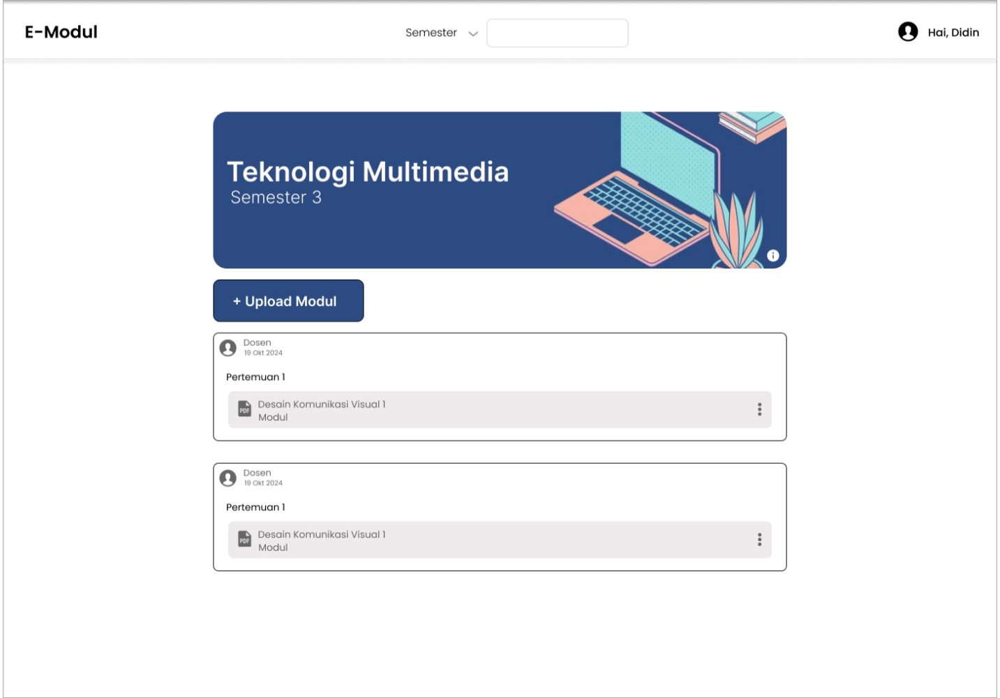 E-Modul
Semester
Hai, Didin
Teknologi Multimedia
Semester 3
+ Upload Modul
Dosen
19 Okt 2024
Pertemuan 1
PDF
Desain Komunikasi Visual 1
Modul
Dosen
19 Okt 2024
Pertemuan 1
PDF
Desain Komunikasi Visual 1
Modul